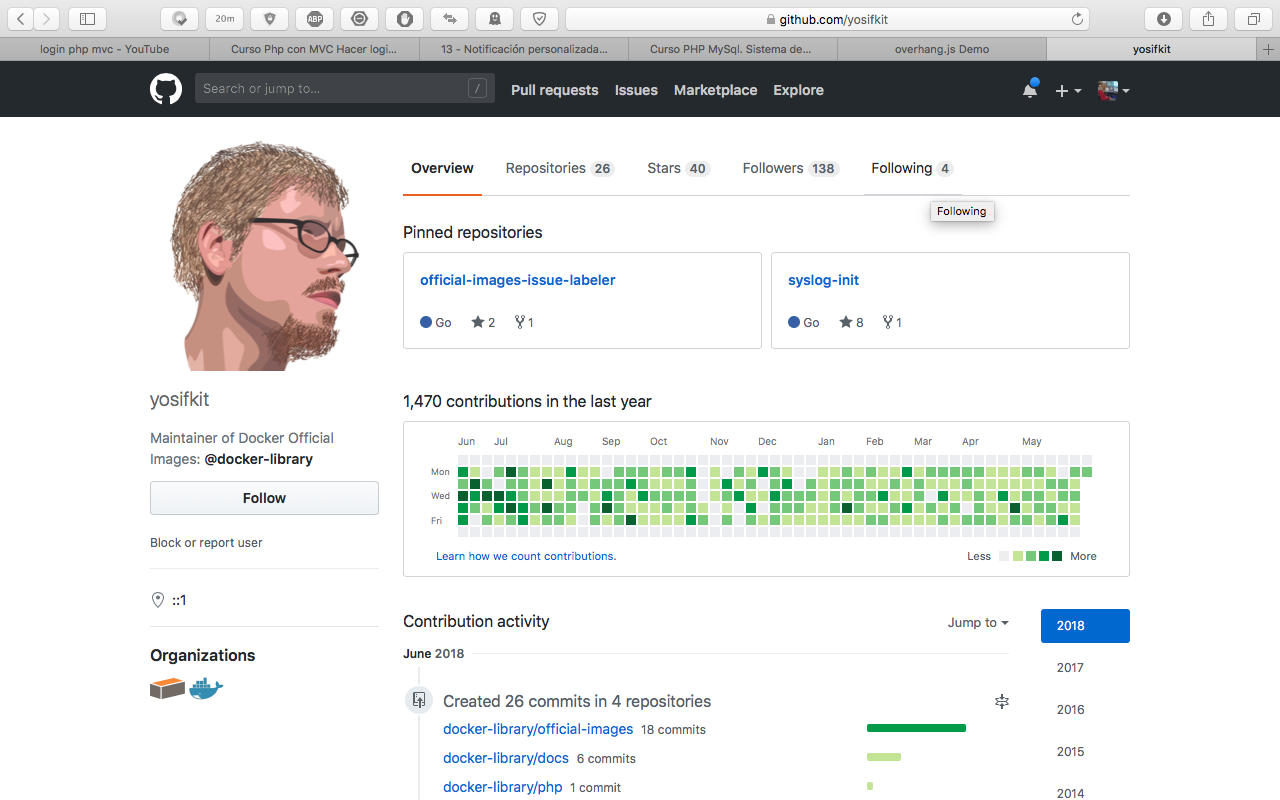 20m
ABP
github.com/yosifkit
login php mvc - YouTube
Curso Php con MVC Hacer logi...
13 - Notificación personalizada...
Curso PHP MySql. Sistema de...
overhang.js Demo
yosifkit
Search or jump to... /
Pull requests Issues Marketplace Explore
Overview Repositories 26 Stars 40 Followers 138 Following 4
Following
Pinned repositories
official-images-issue-labeler
Go 2 1
syslog-init
Go 8 1
yosifkit
Maintainer of Docker Official
Images: @docker-library
Follow
Block or report user
::1
Organizations
1,470 contributions in the last year
Jun Jul Aug Sep Oct Nov Dec Jan Feb Mar Apr May
Mon
Wed
Fri
Learn how we count contributions.
Less More
Contribution activity
Jump to
2018
2017
2016
2015
2014
June 2018
Created 26 commits in 4 repositories
docker-library/official-images 18 commits
docker-library/docs 6 commits
docker-library/php 1 commit